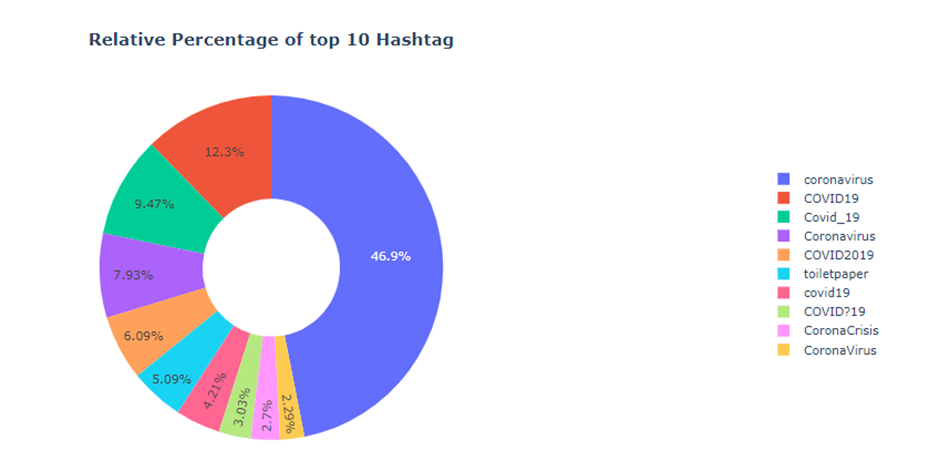 Relative Percentage of top 10 Hashtag
12.3%
9.47%
46.9%
7.93%
6.09%
5.09%
4.21%
3.03%
2.7%
2.29%
coronavirus
COVID19
Covid_19
Coronavirus
COVID2019
toiletpaper
covid19
COVID?19
CoronaCrisis
CoronaVirus